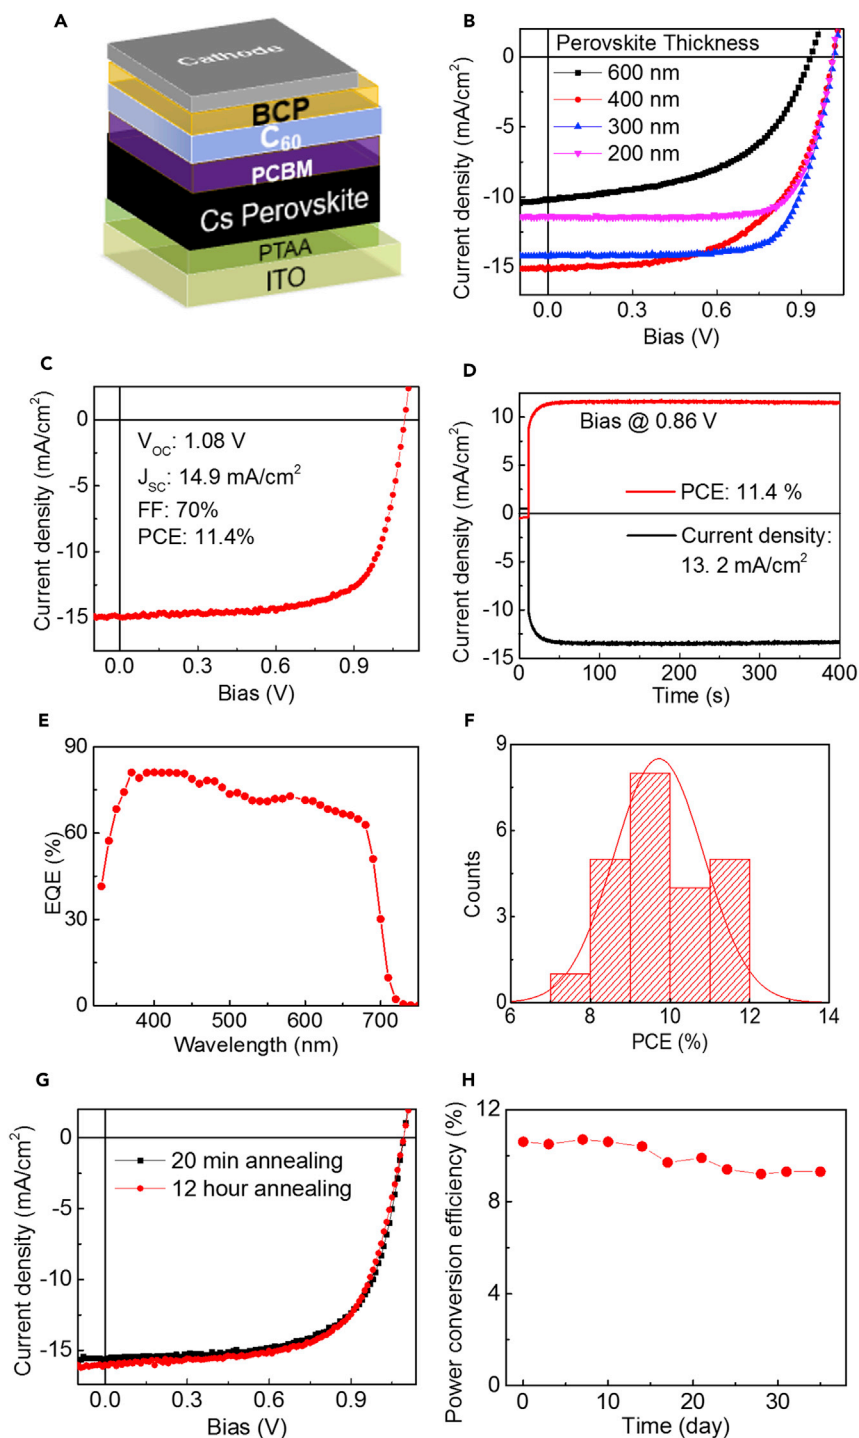 A
Cathode
BCP
C60
PCBM
Cs Perovskite
PTAA
ITO
B
Perovskite Thickness
600 nm
400 nm
300 nm
200 nm
0
-5
-10
-15
0.0 0.3 0.6 0.9
Current density (mA/cm2)
Bias (V)
C
VOC: 1.08 V
JSC: 14.9 mA/cm2
FF: 70%
PCE: 11.4%
0
-5
-10
-15
0.0 0.3 0.6 0.9
Current density (mA/cm2)
Bias (V)
D
Bias @ 0.86 V
PCE: 11.4 %
Current density:
13. 2 mA/cm2
10
5
0
-5
-10
-15
100 200 300 400
Current density (mA/cm2)
Time (s)
E
90
60
30
0
400 500 600 700
EQE (%)
Wavelength (nm)
F
9
6
3
0
6 8 10 12 14
Counts
PCE (%)
G
20 min annealing
12 hour annealing
0
-5
-10
-15
0.0 0.3 0.6 0.9
Current density (mA/cm2)
Bias (V)
H
12
8
4
0
0 10 20 30
Power conversion efficiency (%)
Time (day)